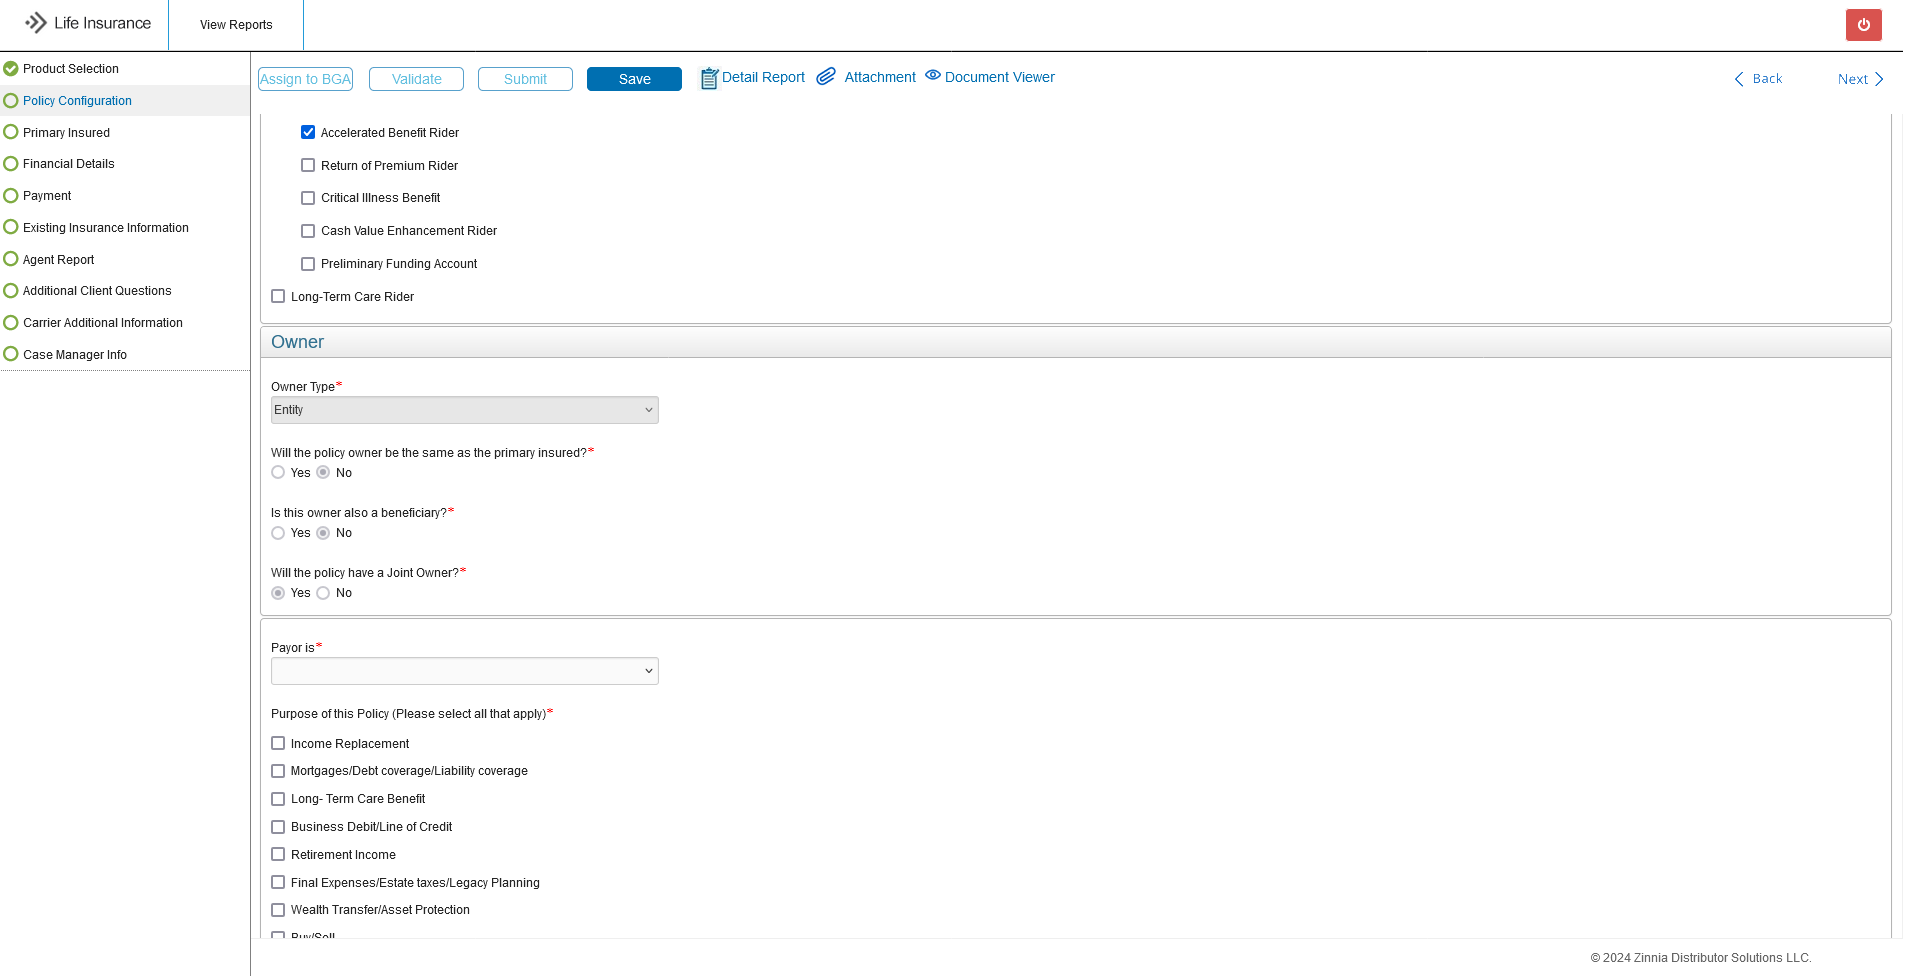 Life Insurance
View Reports
Product Selection
Policy Configuration
Primary Insured
Financial Details
Payment
Existing Insurance Information
Agent Report
Additional Client Questions
Carrier Additional Information
Case Manager Info
Assign to BGA
Validate
Submit
Save
Detail Report
Attachment
Document Viewer
Back
Next
Accelerated Benefit Rider
Return of Premium Rider
Critical Illness Benefit
Cash Value Enhancement Rider
Preliminary Funding Account
Long-Term Care Rider
Owner
Owner Type*
Entity
Will the policy owner be the same as the primary insured?*
Yes No
Is this owner also a beneficiary?*
Yes No
Will the policy have a Joint Owner?*
Yes No
Payor is*
Purpose of this Policy (Please select all that apply)*
Income Replacement
Mortgages/Debt coverage/Liability coverage
Long- Term Care Benefit
Business Debit/Line of Credit
Retirement Income
Final Expenses/Estate taxes/Legacy Planning
Wealth Transfer/Asset Protection
Buy/Sell
© 2024 Zinnia Distributor Solutions LLC.